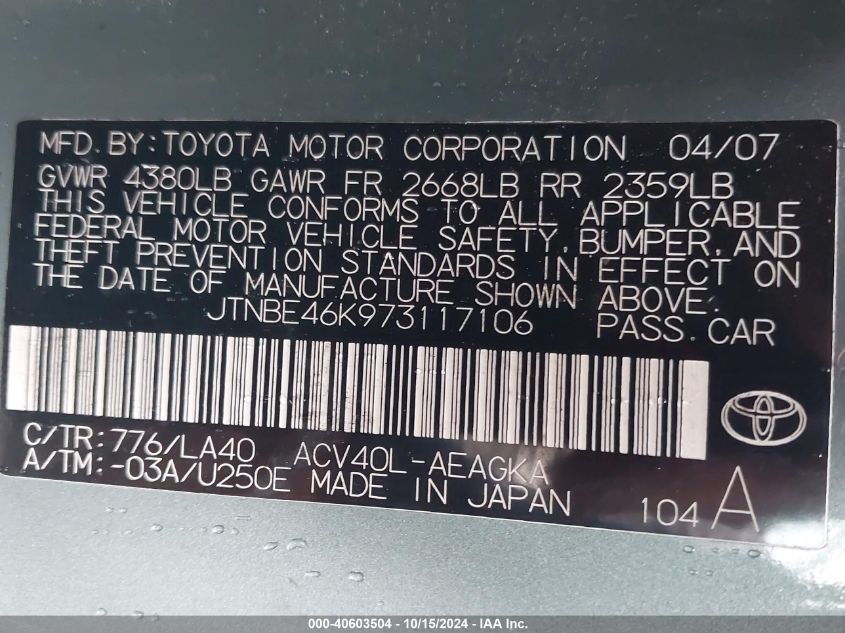 MFD. BY: TOYOTA MOTOR CORPORATION 04/07
GVWR 4380LB GAWR FR 2668LB RR 2359LB
THIS VEHICLE CONFORMS TO ALL APPLICABLE
FEDERAL MOTOR VEHICLE SAFETY, BUMPER, AND
THEFT PREVENTION STANDARDS IN EFFECT ON
THE DATE OF MANUFACTURE SHOWN ABOVE.
JTNBE46K973117106 PASS. CAR
C/TR: 776/LA40 ACV40L-AEAGKA
A/TM: -03A/U250E MADE IN JAPAN
104 A
000-40603504 - 10/15/2024 - IAA Inc.